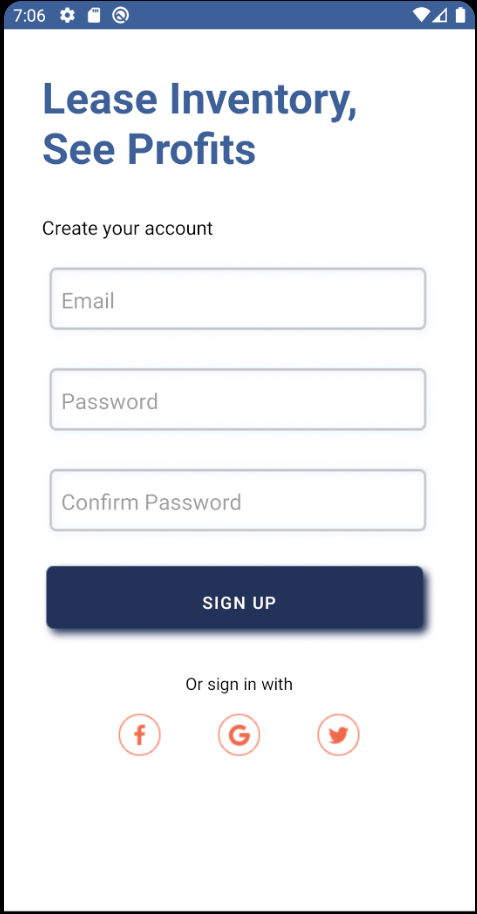 7:06
Lease Inventory,
See Profits
Create your account
Email
Password
Confirm Password
SIGN UP
Or sign in with